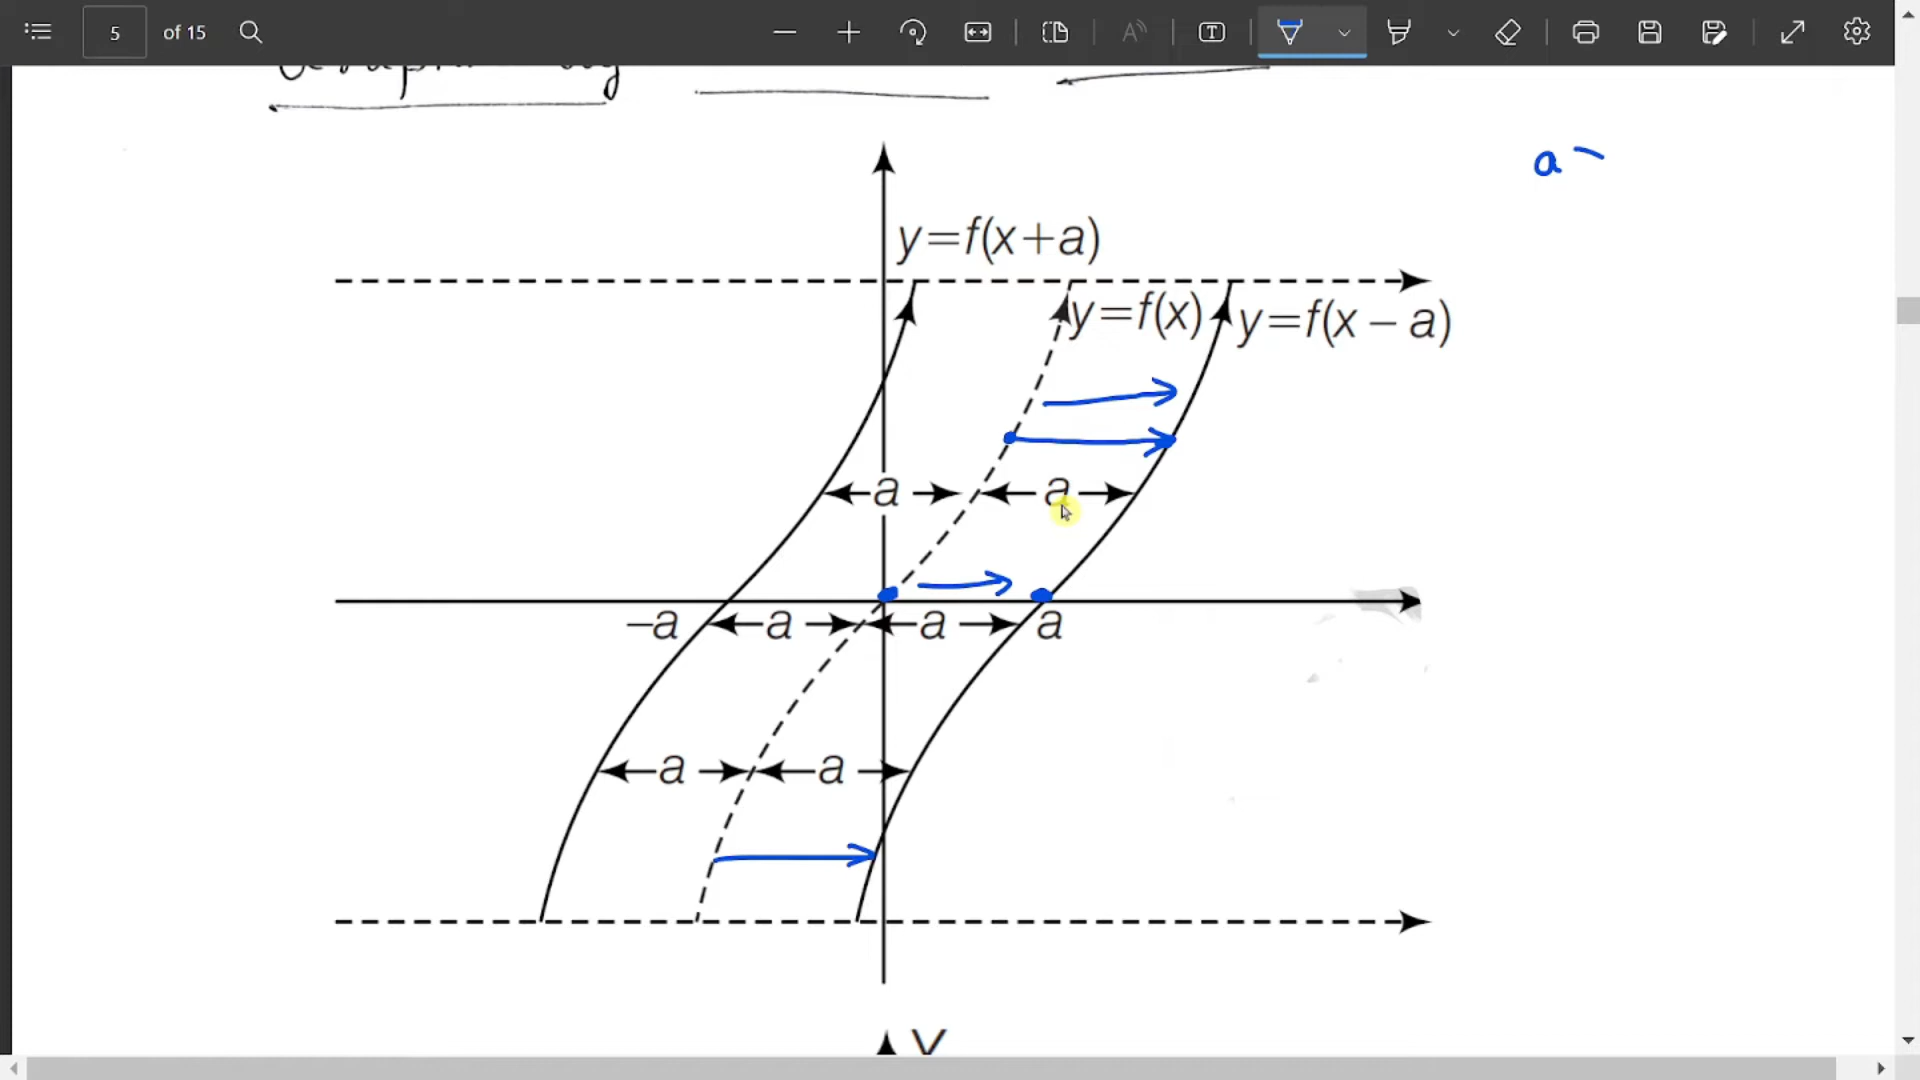 5 of 15
a
y=f(x+a)
y=f(x) y=f(x – a)
a a
–a a a a
a a
Y